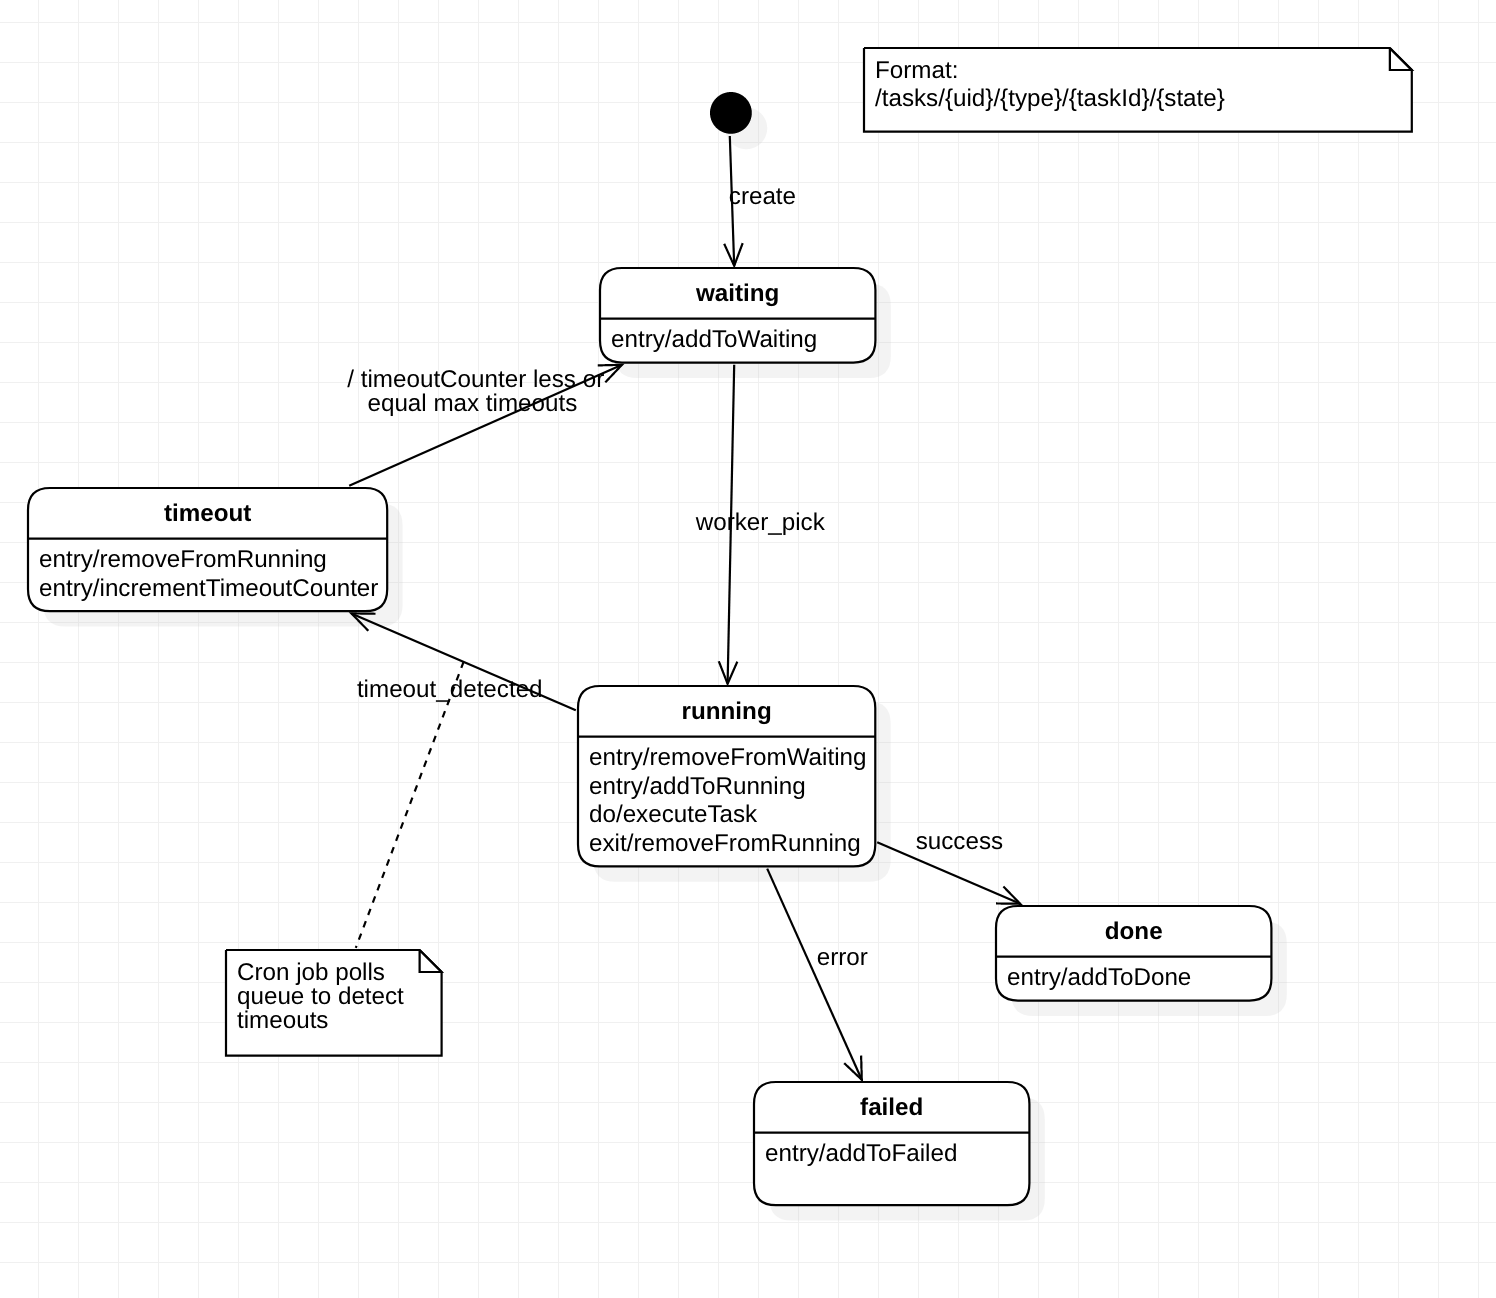 Format:
/tasks/{uid}/{type}/{taskId}/{state}
create
waiting
entry/addToWaiting
/ timeoutCounter less or
equal max timeouts
timeout
entry/removeFromRunning
entry/incrementTimeoutCounter
worker_pick
timeout_detected
running
entry/removeFromWaiting
entry/addToRunning
do/executeTask
exit/removeFromRunning
success
done
entry/addToDone
error
Cron job polls
queue to detect
timeouts
failed
entry/addToFailed